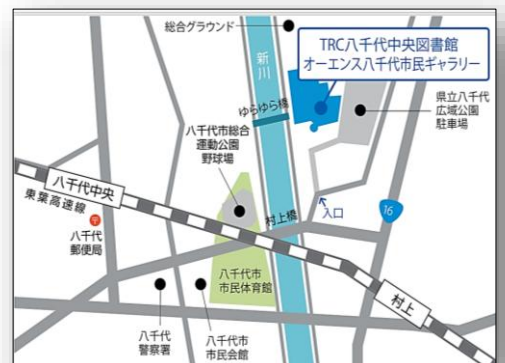 総合グラウンド
TRC八千代中央図書館
オーエンス八千代市民ギャラリー
新川
ゆらゆら橋
県立八千代
広域公園
駐車場
八千代市総合
運動公園
野球場
八千代中央
東葉高速線
〒
八千代
郵便局
村上橋
入口
16
八千代市
市民体育館
村上
八千代
警察署
八千代市
市民会館